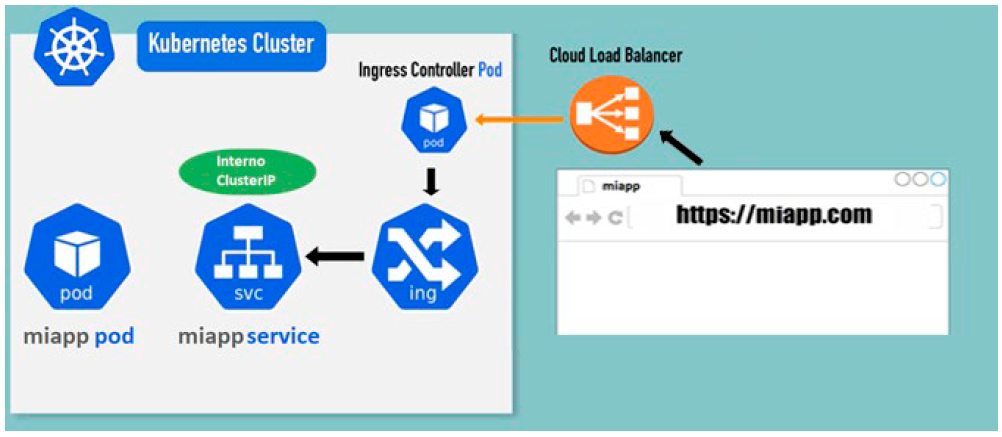 Kubernetes Cluster
Ingress Controller Pod
pod
Cloud Load Balancer
miapp
https://miapp.com
Interno
ClusterIP
pod
svc
ing
miapp pod
miapp service